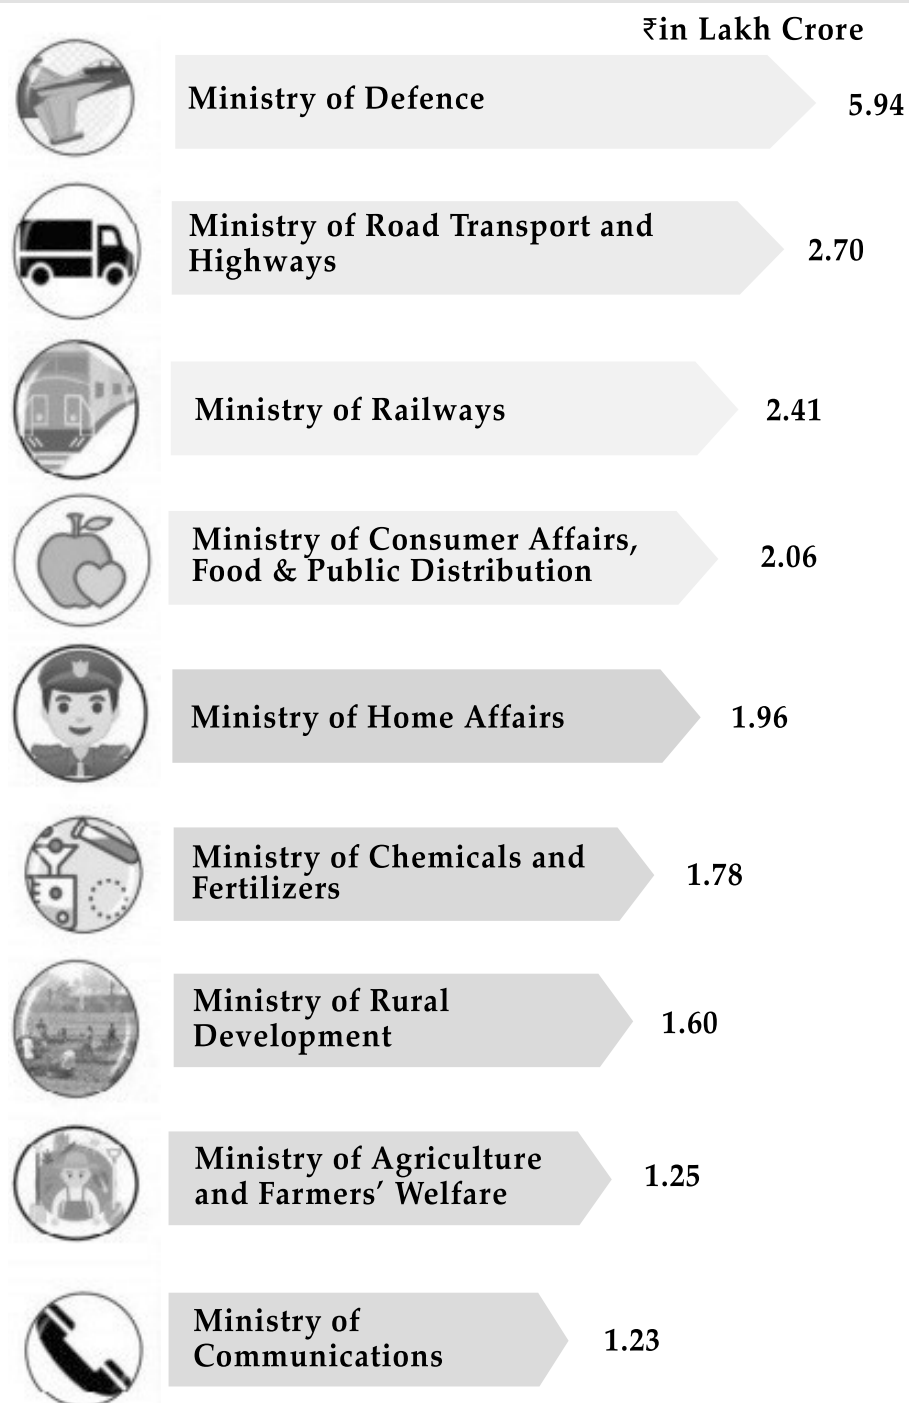 ₹in Lakh Crore
Ministry of Defence
5.94
Ministry of Road Transport and
Highways
2.70
Ministry of Railways
2.41
Ministry of Consumer Affairs,
Food & Public Distribution
2.06
Ministry of Home Affairs
1.96
Ministry of Chemicals and
Fertilizers
1.78
Ministry of Rural
Development
1.60
Ministry of Agriculture
and Farmers’ Welfare
1.25
Ministry of
Communications
1.23